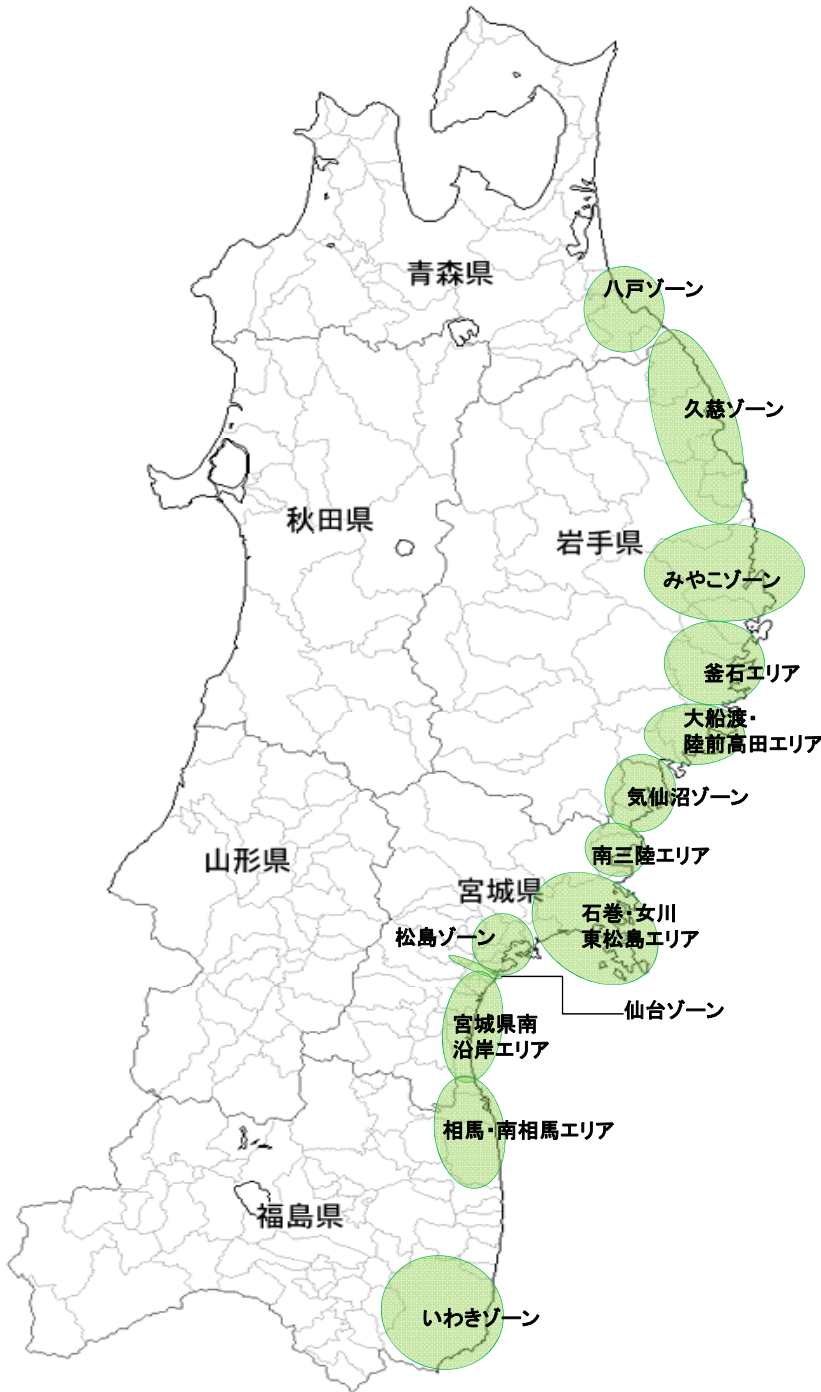 青森県
八戸ゾーン
久慈ゾーン
秋田県
岩手県
みやこゾーン
釜石エリア
大船渡・
陸前高田エリア
気仙沼ゾーン
南三陸エリア
山形県
宮城県
石巻・女川
東松島エリア
松島ゾーン
仙台ゾーン
宮城県南
沿岸エリア
相馬・南相馬エリア
福島県
いわきゾーン